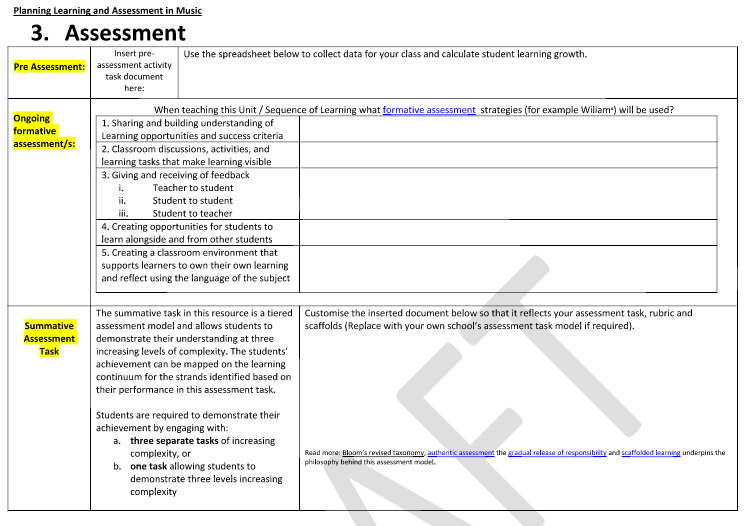 Planning Learning and Assessment in Music
3. Assessment
Pre Assessment:
Insert pre-
assessment activity
task document
here:
Use the spreadsheet below to collect data for your class and calculate student learning growth.
Ongoing
formative
assessment/s:
When teaching this Unit / Sequence of Learning what formative assessment strategies (for example Wiliam⁴) will be used?
1. Sharing and building understanding of
Learning opportunities and success criteria
2. Classroom discussions, activities, and
learning tasks that make learning visible
3. Giving and receiving of feedback
i. Teacher to student
ii. Student to student
iii. Student to teacher
4. Creating opportunities for students to
learn alongside and from other students
5. Creating a classroom environment that
supports learners to own their own learning
and reflect using the language of the subject
Summative
Assessment
Task
The summative task in this resource is a tiered
assessment model and allows students to
demonstrate their understanding at three
increasing levels of complexity. The students'
achievement can be mapped on the learning
continuum for the strands identified based on
their performance in this assessment task.
Students are required to demonstrate their
achievement by engaging with:
a. three separate tasks of increasing
complexity, or
b. one task allowing students to
demonstrate three levels increasing
complexity
Customise the inserted document below so that it reflects your assessment task, rubric and
scaffolds (Replace with your own school's assessment task model if required).
Read more: Bloom's revised taxonomy, authentic assessment the gradual release of responsibility and scaffolded learning underpins the
philosophy behind this assessment model.
AFT